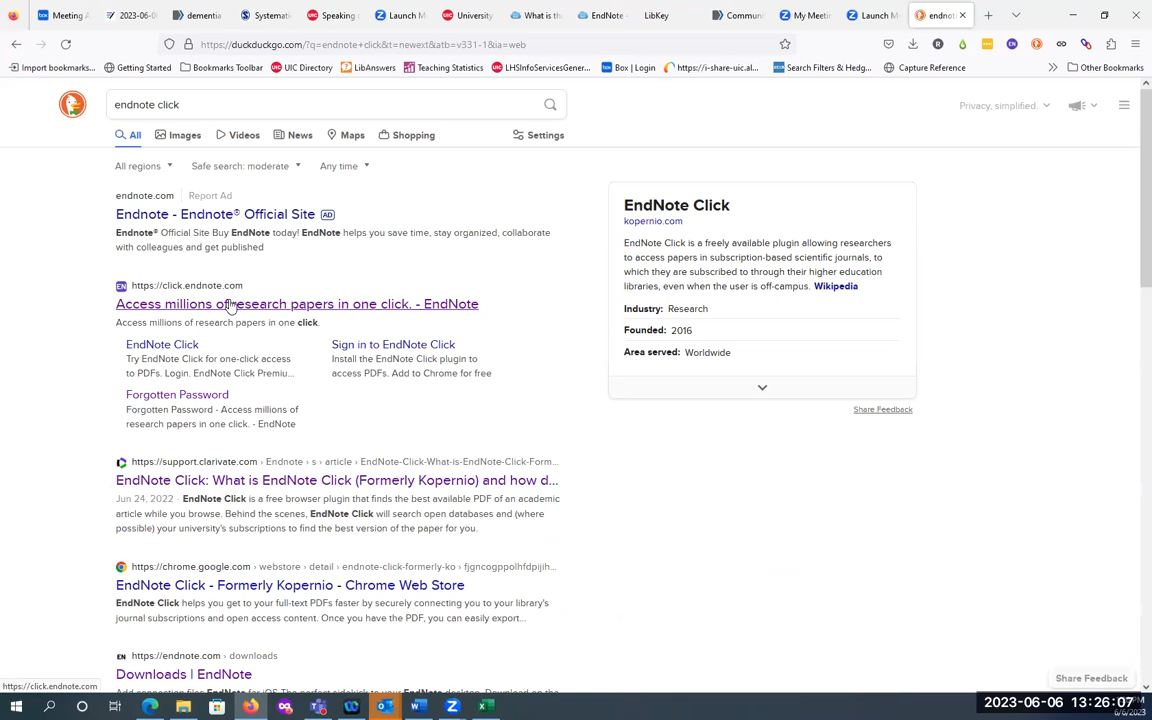 Meeting A
2023-06-0
dementia
Systemati
Speaking
Launch M
University
What is the
EndNote -
LibKey
Commun
My Meeti
Launch M
endnot
https://duckduckgo.com/?q=endnote+click&t=newext&atb=v331-1&ia=web
Import bookmarks...
Getting Started
Bookmarks Toolbar
UIC Directory
LibAnswers
Teaching Statistics
LHSInfoServicesGener...
Box | Login
https://i-share-uic.al...
Search Filters & Hedg...
Capture Reference
Other Bookmarks
endnote click
Privacy, simplified.
All
Images
Videos
News
Maps
Shopping
Settings
All regions
Safe search: moderate
Any time
endnote.com
Report Ad
Endnote - Endnote® Official Site AD
Endnote® Official Site Buy EndNote today! EndNote helps you save time, stay organized, collaborate
with colleagues and get published
EN https://click.endnote.com
Access millions of research papers in one click. - EndNote
Access millions of research papers in one click.
EndNote Click
Try EndNote Click for one-click access
to PDFs. Login. EndNote Click Premiu...
Sign in to EndNote Click
Install the EndNote Click plugin to
access PDFs. Add to Chrome for free
Forgotten Password
Forgotten Password - Access millions of
research papers in one click. - EndNote
https://support.clarivate.com › Endnote › s › article › EndNote-Click-What-is-EndNote-Click-Form...
EndNote Click: What is EndNote Click (Formerly Kopernio) and how d...
Jun 24, 2022 · EndNote Click is a free browser plugin that finds the best available PDF of an academic
article while you browse. Behind the scenes, EndNote Click will search open databases and (where
possible) your university's subscriptions to find the best version of the paper for you.
https://chrome.google.com › webstore › detail › endnote-click-formerly-ko › fjgncogppolhfdpijih...
EndNote Click - Formerly Kopernio - Chrome Web Store
EndNote Click helps you get to your full-text PDFs faster by securely connecting you to your library's
journal subscriptions and open access content. Once you have the PDF, you can easily export...
EN https://endnote.com › downloads
Downloads | EndNote
EndNote Click
kopernio.com
EndNote Click is a freely available plugin allowing researchers
to access papers in subscription-based scientific journals, to
which they are subscribed to through their higher education
libraries, even when the user is off-campus. Wikipedia
Industry: Research
Founded: 2016
Area served: Worldwide
Share Feedback
Share Feedback
https://click.endnote.com
2023-06-06 13:26:07
6/6/2023